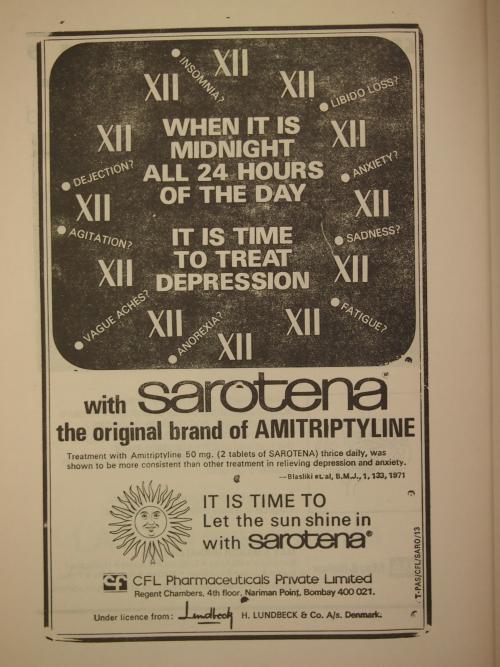 XII
XII
XII
XII
XII
XII
XII
XII
XII
XII
XII
XII
INSOMNIA?
LIBIDO LOSS?
ANXIETY?
SADNESS?
FATIGUE?
ANOREXIA?
VAGUE ACHES?
AGITATION?
DEJECTION?
WHEN IT IS
MIDNIGHT
ALL 24 HOURS
OF THE DAY
IT IS TIME
TO TREAT
DEPRESSION
with sarotena
the original brand of AMITRIPTYLINE
Treatment with Amitriptyline 50 mg. (2 tablets of SAROTENA) thrice daily, was
shown to be more consistent than other treatment in relieving depression and anxiety.
—Blasliki et.al, B.M.J., 1, 133, 1971
IT IS TIME TO
Let the sun shine in
with sarotena®
CFL Pharmaceuticals Private Limited
Regent Chambers, 4th floor, Nariman Point, Bombay 400 021.
Under licence from: Lundbeck H. LUNDBECK & Co. A/s. Denmark.
T-PAS/CFL/SARO/13